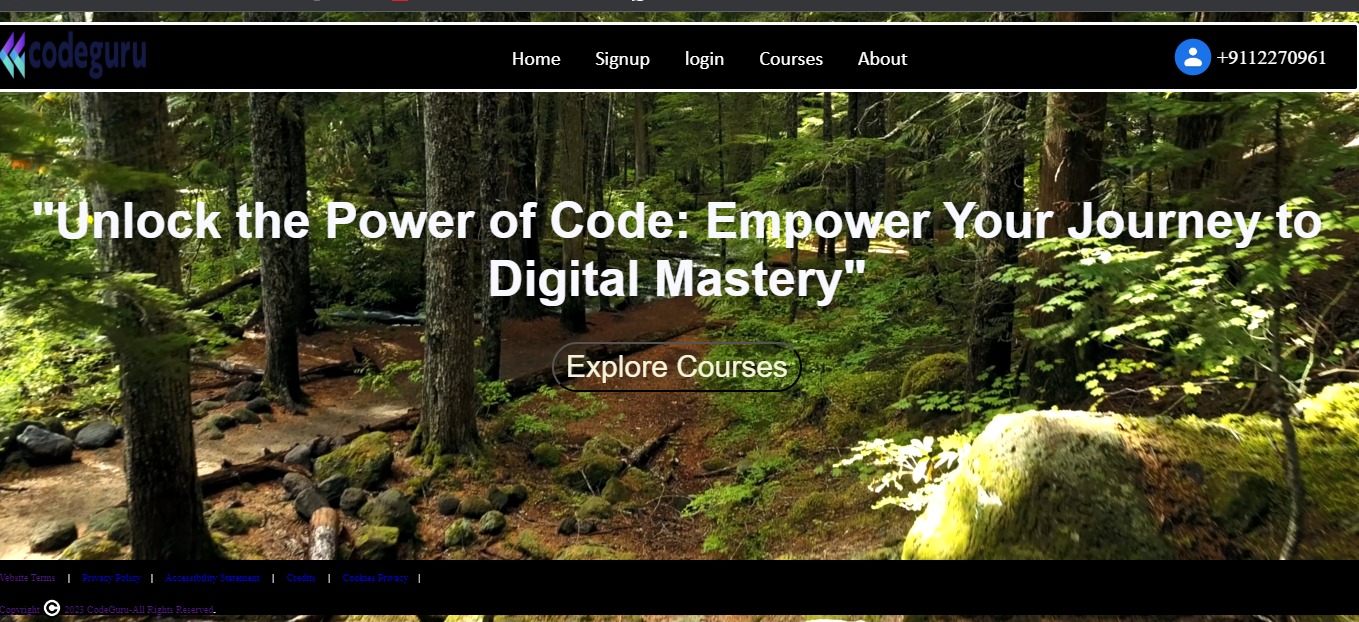 codeguru
Home Signup login Courses About
+9112270961
"Unlock the Power of Code: Empower Your Journey to
Digital Mastery"
Explore Courses
Website Terms | Privacy Policy | Accessibility Statement | Credits | Cookies Privacy |
Copyright © 2023 CodeGuru-All Rights Reserved.